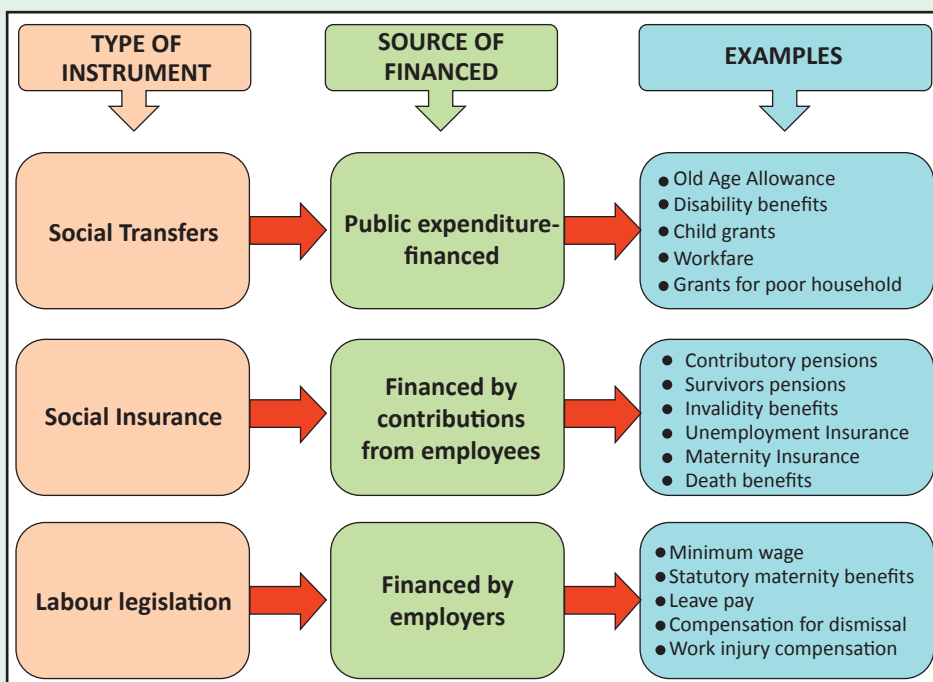 TYPE OF
INSTRUMENT
SOURCE OF
FINANCED
EXAMPLES
Social Transfers
Public expenditure-
financed
● Old Age Allowance
● Disability benefits
● Child grants
● Workfare
● Grants for poor household
Social Insurance
Financed by
contributions
from employees
● Contributory pensions
● Survivors pensions
● Invalidity benefits
● Unemployment Insurance
● Maternity Insurance
● Death benefits
Labour legislation
Financed by
employers
● Minimum wage
● Statutory maternity benefits
● Leave pay
● Compensation for dismissal
● Work injury compensation